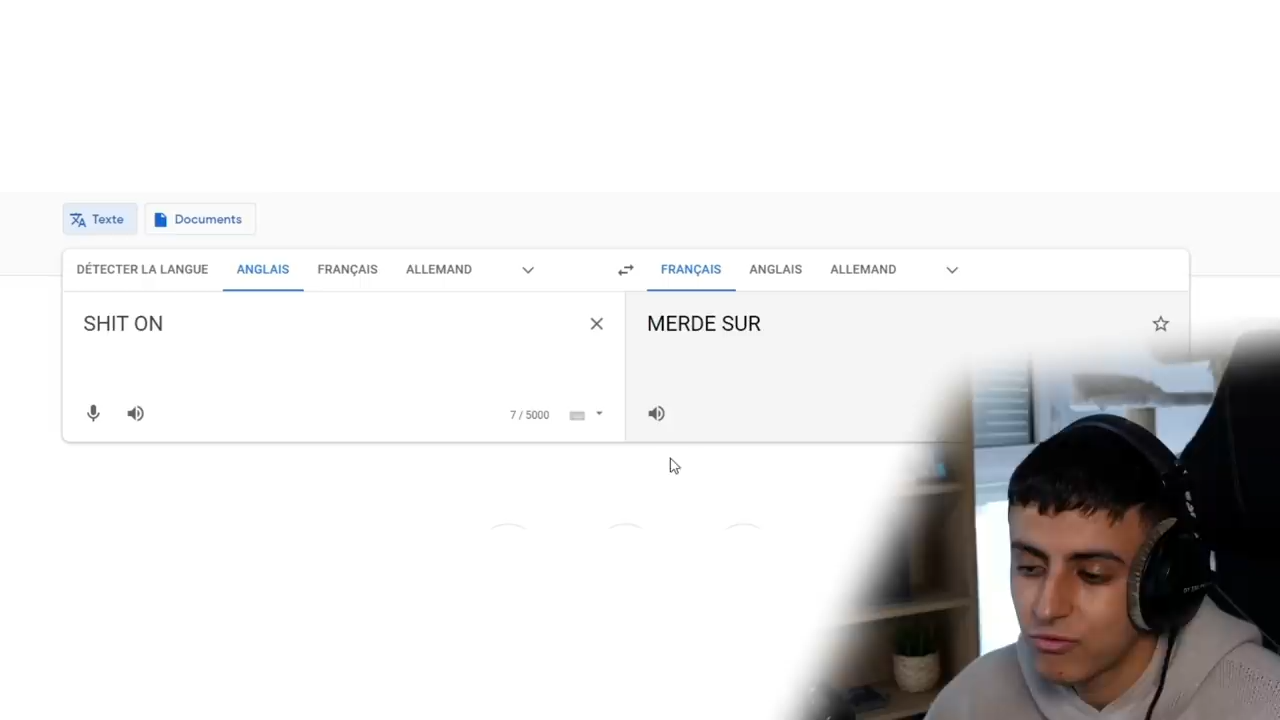 Texte
Documents
DÉTECTER LA LANGUE ANGLAIS FRANÇAIS ALLEMAND
FRANÇAIS ANGLAIS ALLEMAND
SHIT ON
MERDE SUR
7 / 5000